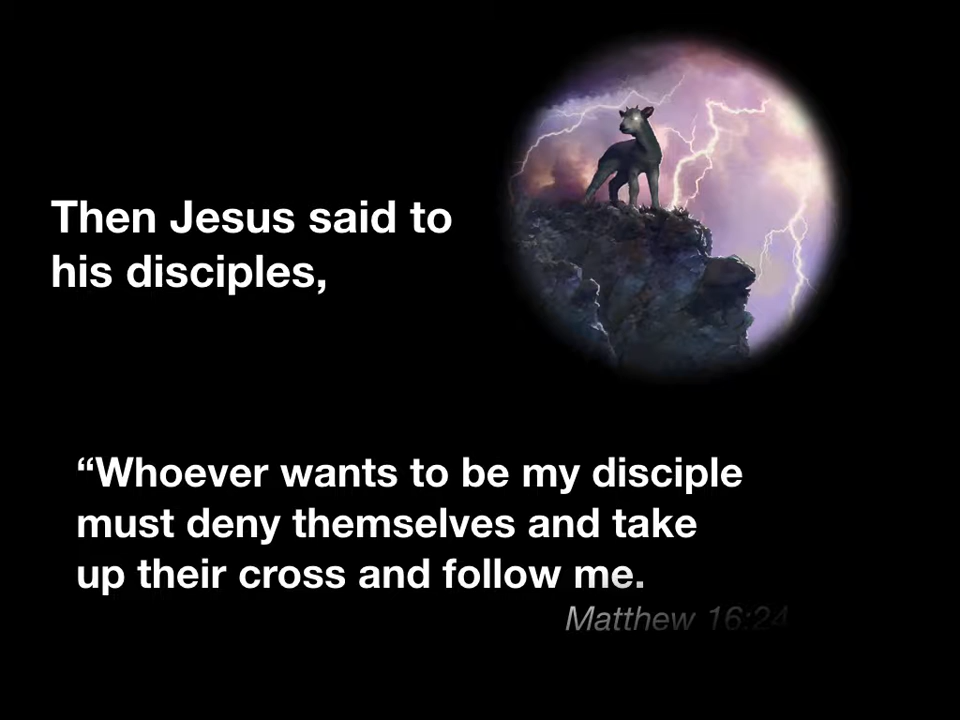 Then Jesus said to
his disciples,
“Whoever wants to be my disciple
must deny themselves and take
up their cross and follow me.
Matthew 16:24